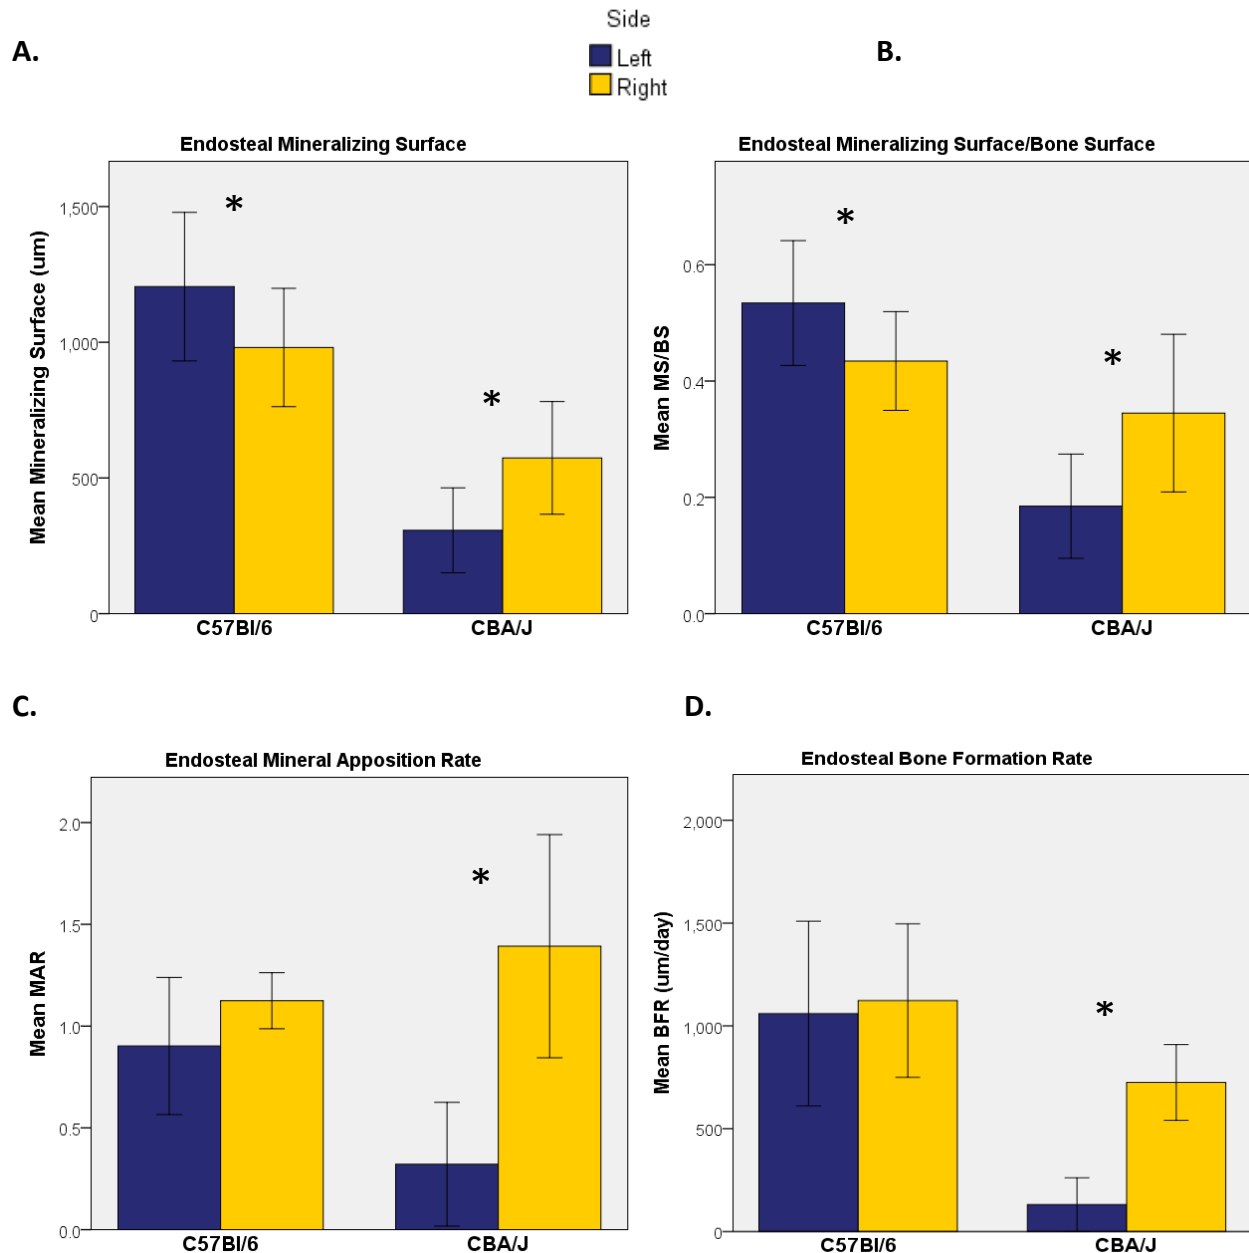 Side
Left
Right
A.
B.
Endosteal Mineralizing Surface
Mean Mineralizing Surface (um)
1,500
1,000
500
0
*
*
C57Bl/6
CBA/J
Endosteal Mineralizing Surface/Bone Surface
Mean MS/BS
0.6
0.4
0.2
0.0
*
*
C57Bl/6
CBA/J
C.
D.
Endosteal Mineral Apposition Rate
Mean MAR
2.0
1.5
1.0
0.5
0.0
*
C57Bl/6
CBA/J
Endosteal Bone Formation Rate
Mean BFR (um/day)
2,000
1,500
1,000
500
0
*
C57Bl/6
CBA/J